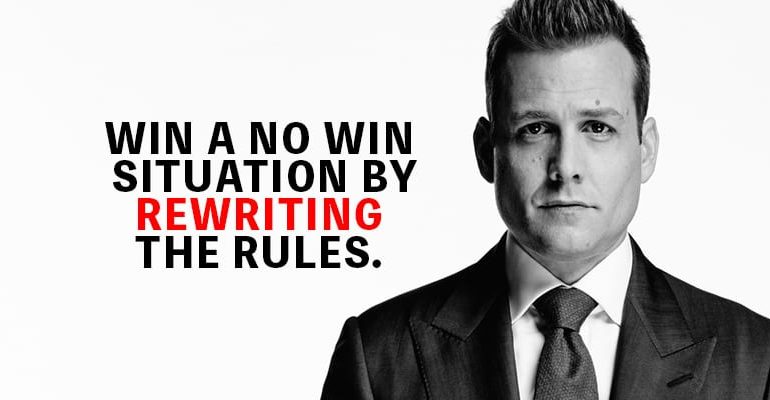 WIN A NO WIN
SITUATION BY
REWRITING
THE RULES.